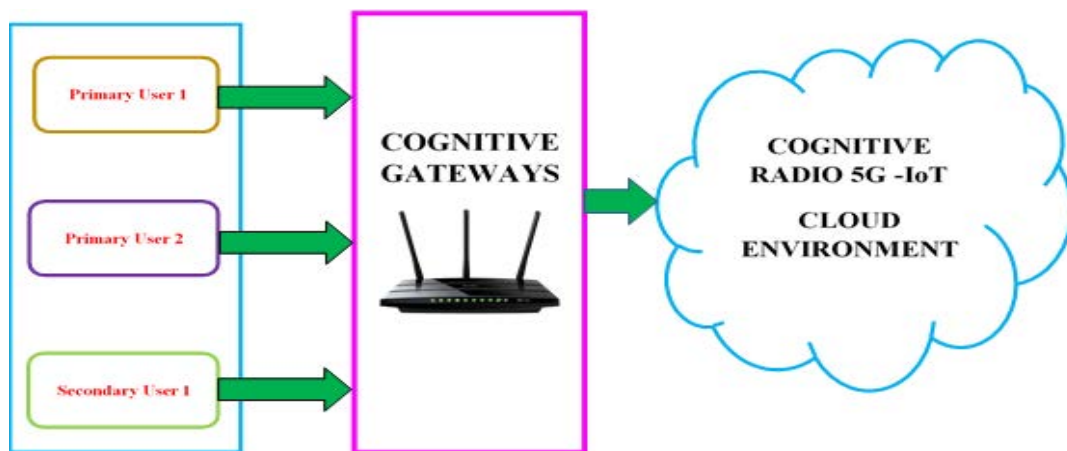 Primary User 1
Primary User 2
Secondary User 1
COGNITIVE
GATEWAYS
COGNITIVE
RADIO 5G -IoT
CLOUD
ENVIRONMENT